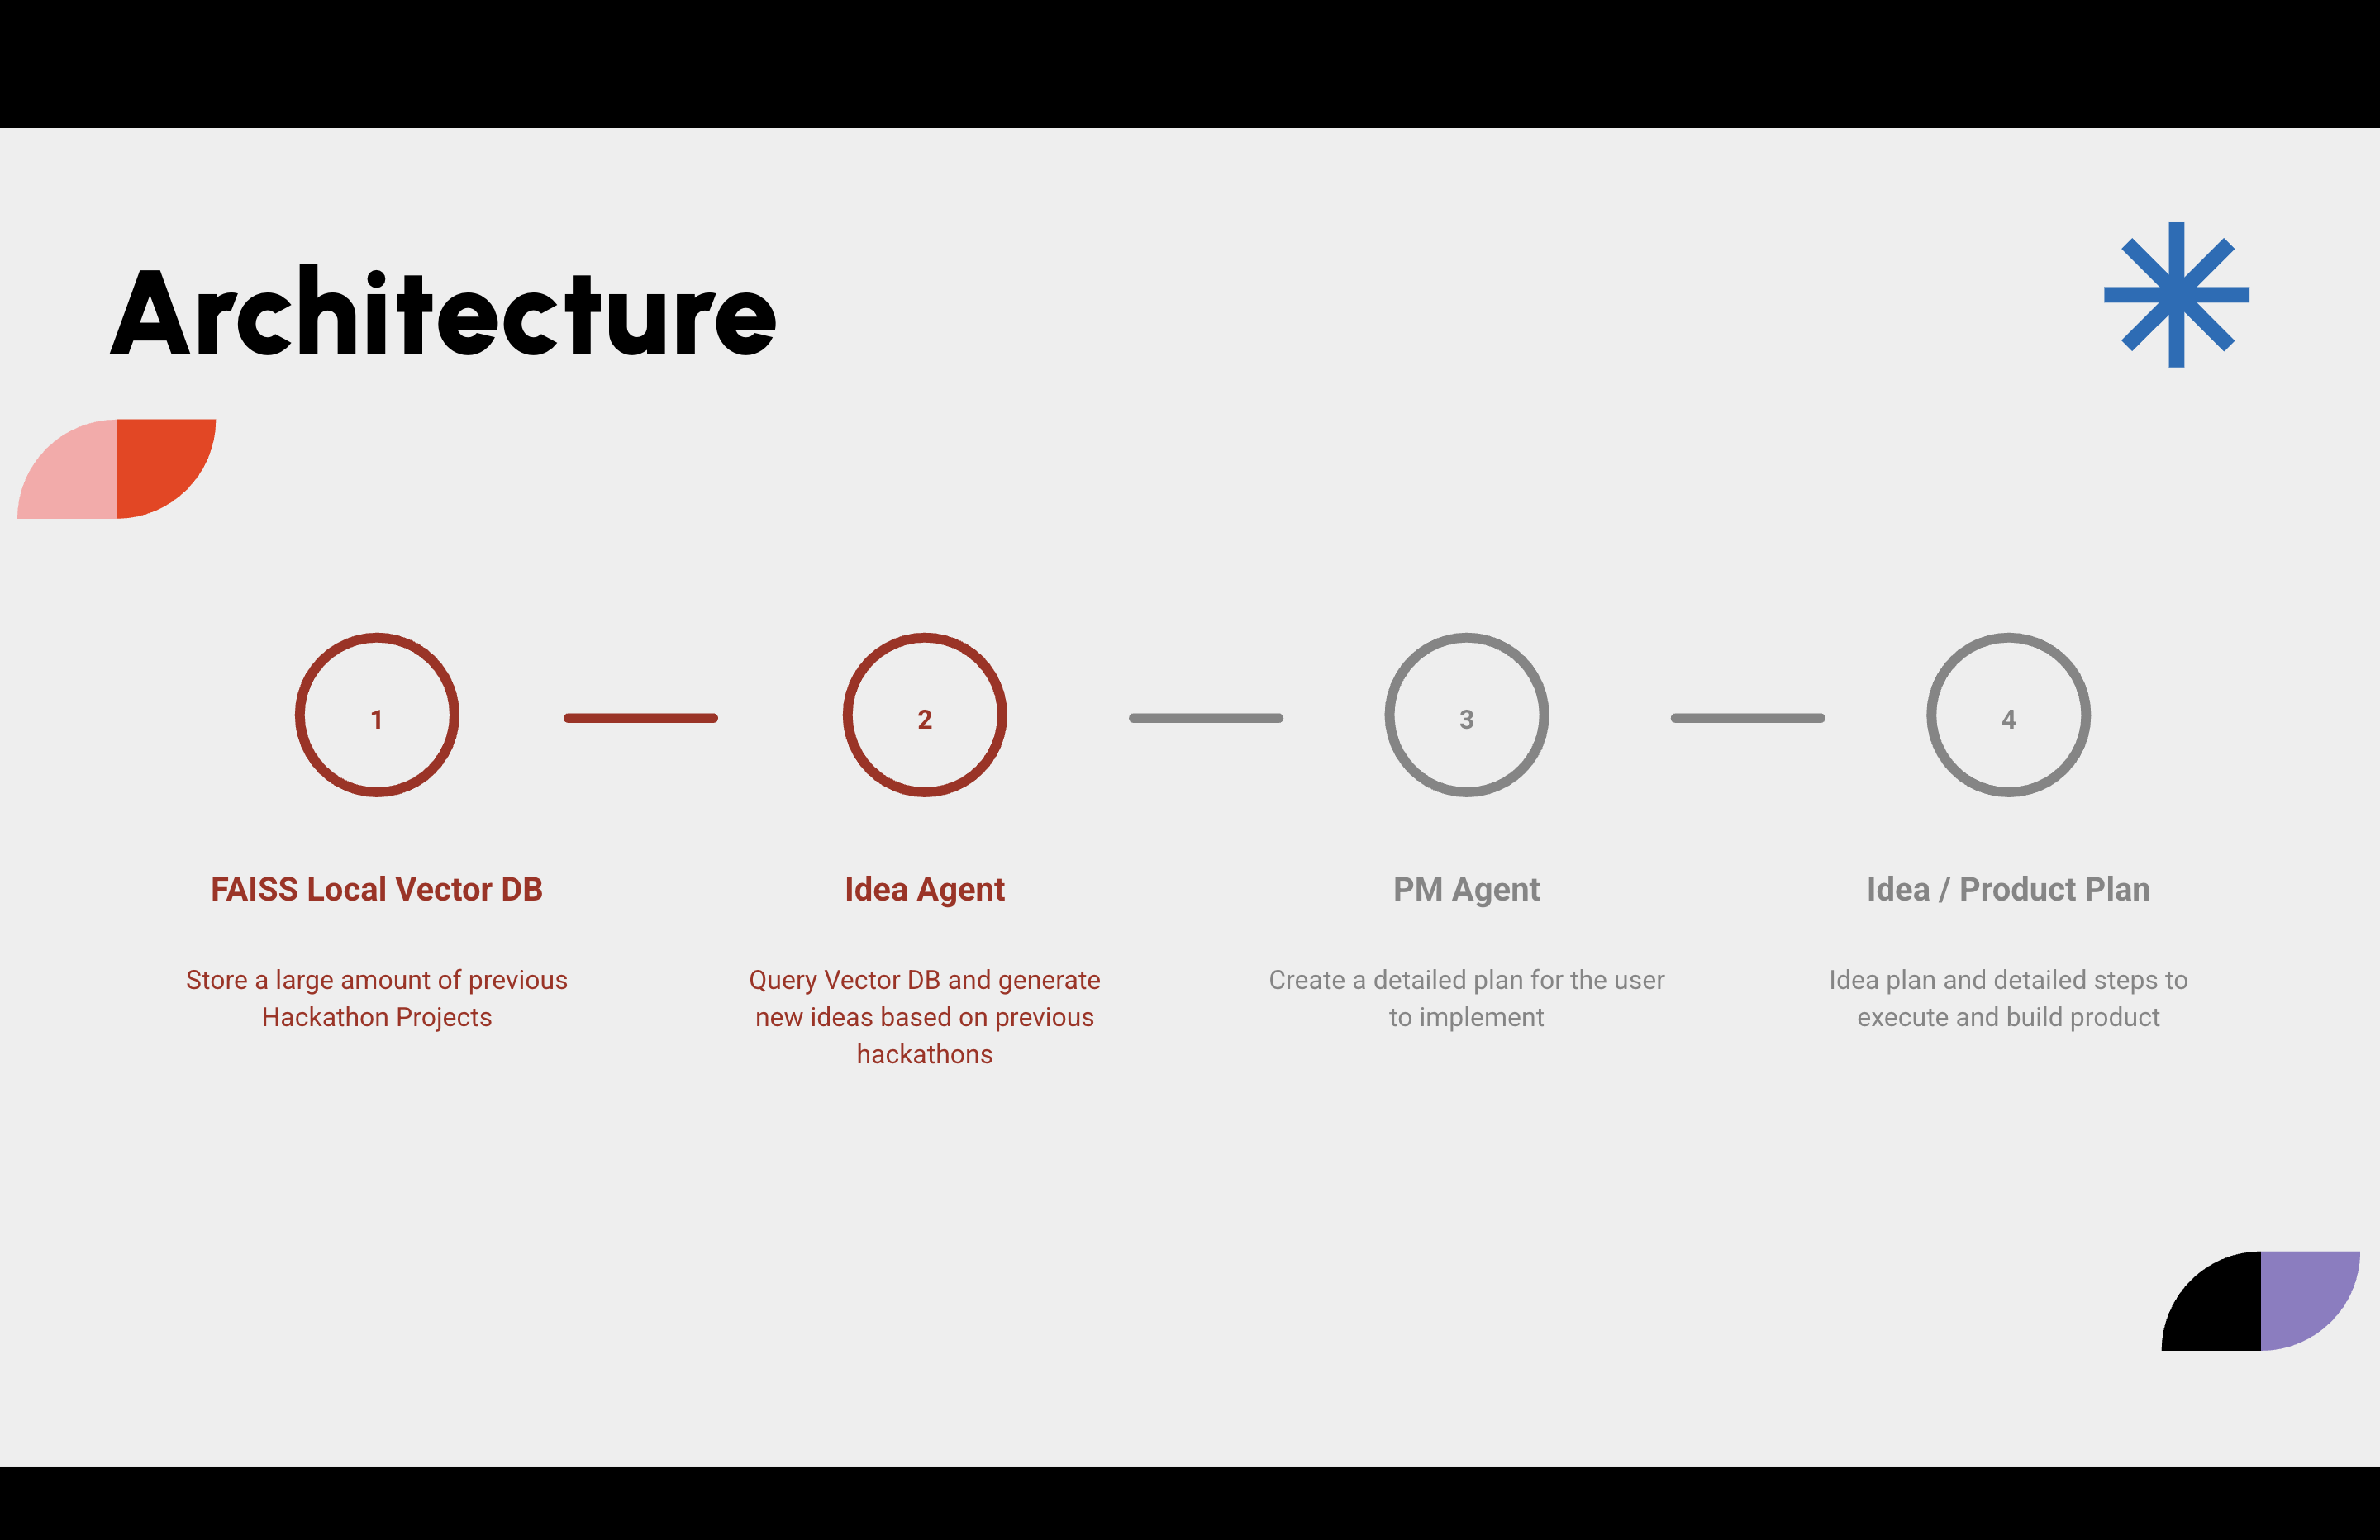 Architecture
1
2
3
4
FAISS Local Vector DB
Idea Agent
PM Agent
Idea / Product Plan
Store a large amount of previous
Hackathon Projects
Query Vector DB and generate
new ideas based on previous
hackathons
Create a detailed plan for the user
to implement
Idea plan and detailed steps to
execute and build product